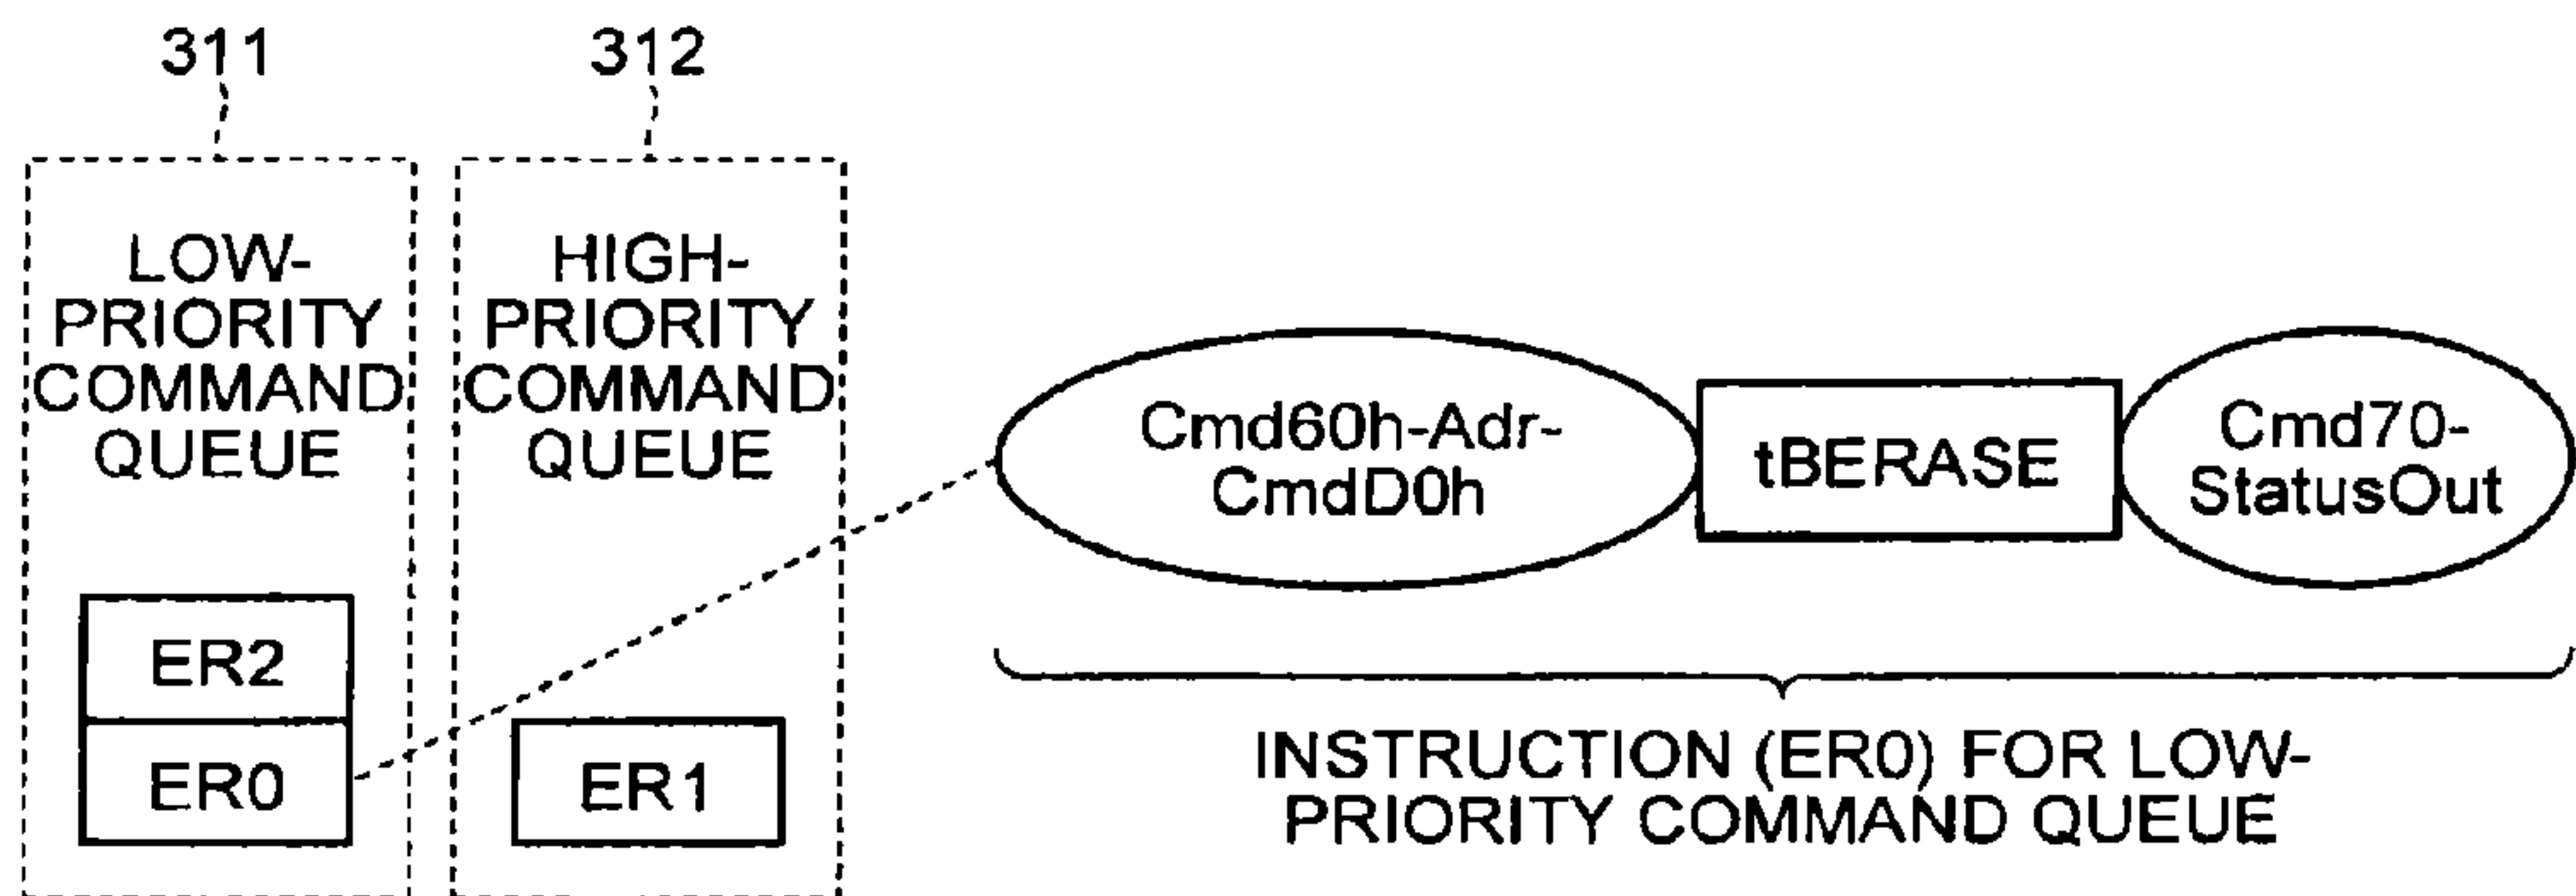 311
312
LOW-
PRIORITY
COMMAND
QUEUE
HIGH-
PRIORITY
COMMAND
QUEUE
ER2
ER0
ER1
Cmd60h-Adr-
CmdD0h
tBERASE
Cmd70-
StatusOut
INSTRUCTION (ER0) FOR LOW-
PRIORITY COMMAND QUEUE